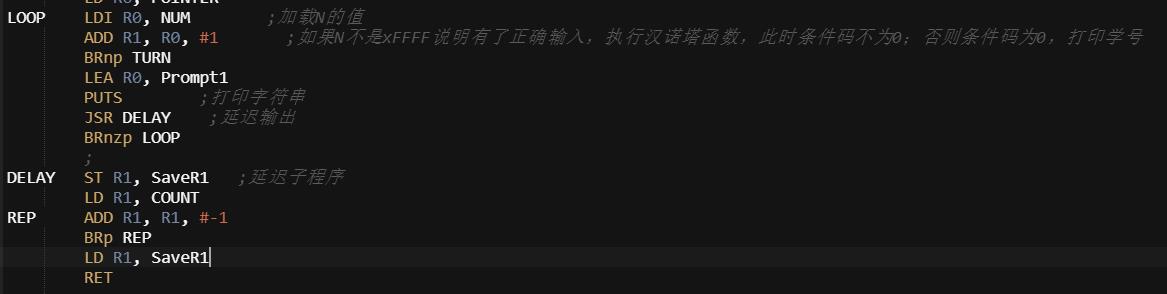 LD R6, POINTER
LOOP LDI R0, NUM ;加载N的值
ADD R1, R0, #1 ;如果N不是xFFFF说明有了正确输入，执行汉诺塔函数，此时条件码不为0；否则条件码为0，打印学号
BRnp TURN
LEA R0, Prompt1
PUTS ;打印字符串
JSR DELAY ;延迟输出
BRnzp LOOP
;
DELAY ST R1, SaveR1 ;延迟子程序
LD R1, COUNT
REP ADD R1, R1, #-1
BRp REP
LD R1, SaveR1
RET